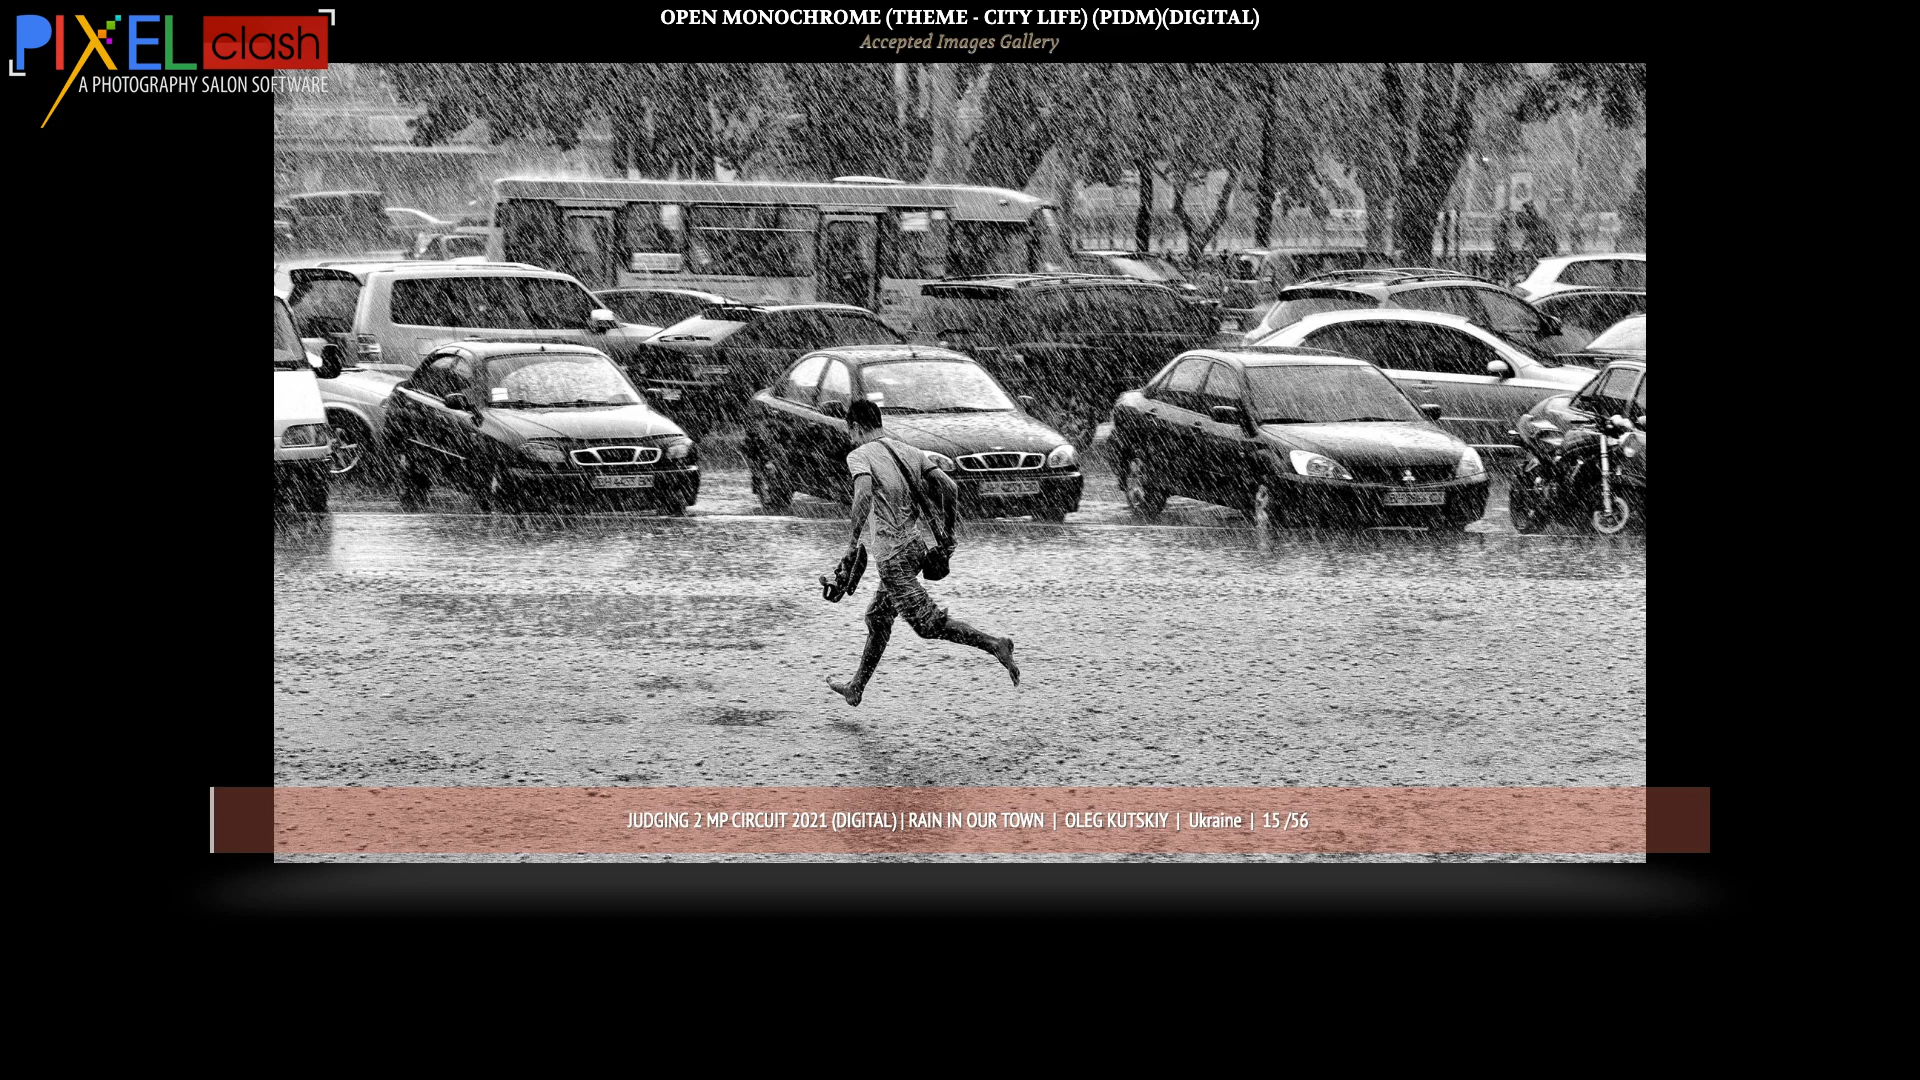 PIXEL clash
A PHOTOGRAPHY SALON SOFTWARE
OPEN MONOCHROME (THEME - CITY LIFE) (PIDM)(DIGITAL)
Accepted Images Gallery
JUDGING 2 MP CIRCUIT 2021 (DIGITAL) | RAIN IN OUR TOWN | OLEG KUTSKIY | Ukraine | 15 /56